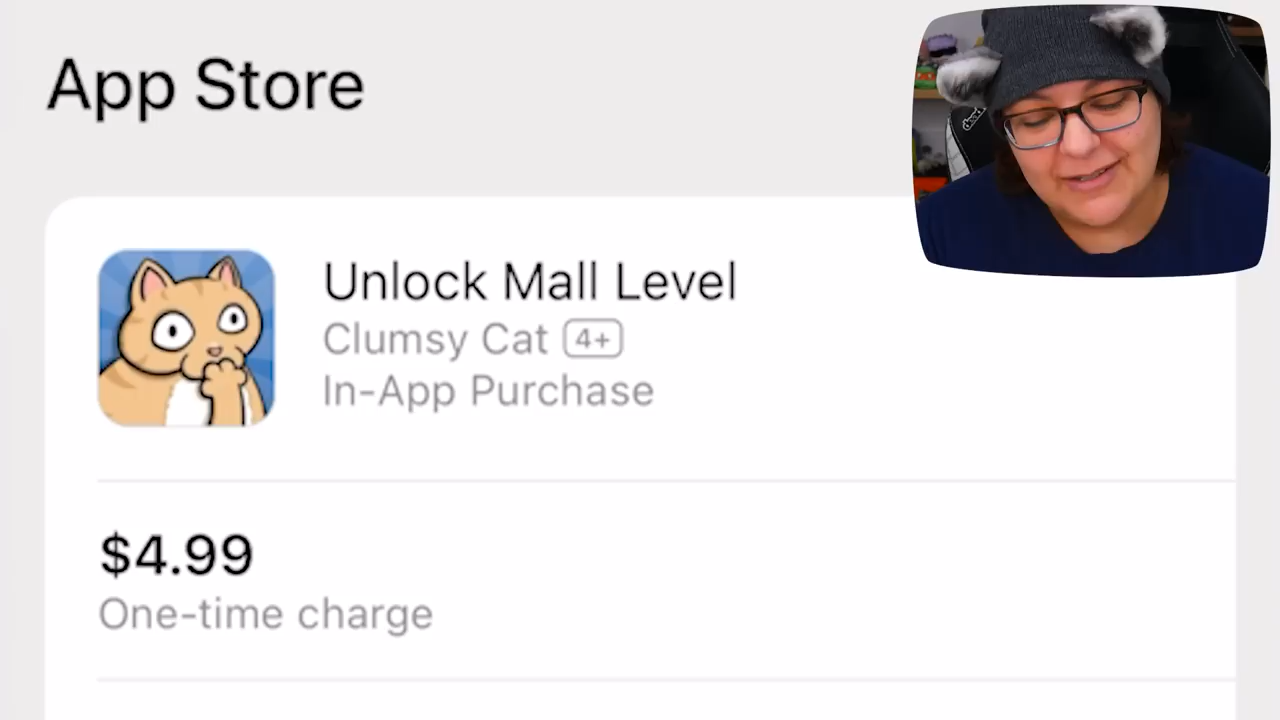 App Store
Unlock Mall Level
Clumsy Cat 4+
In-App Purchase
$4.99
One-time charge